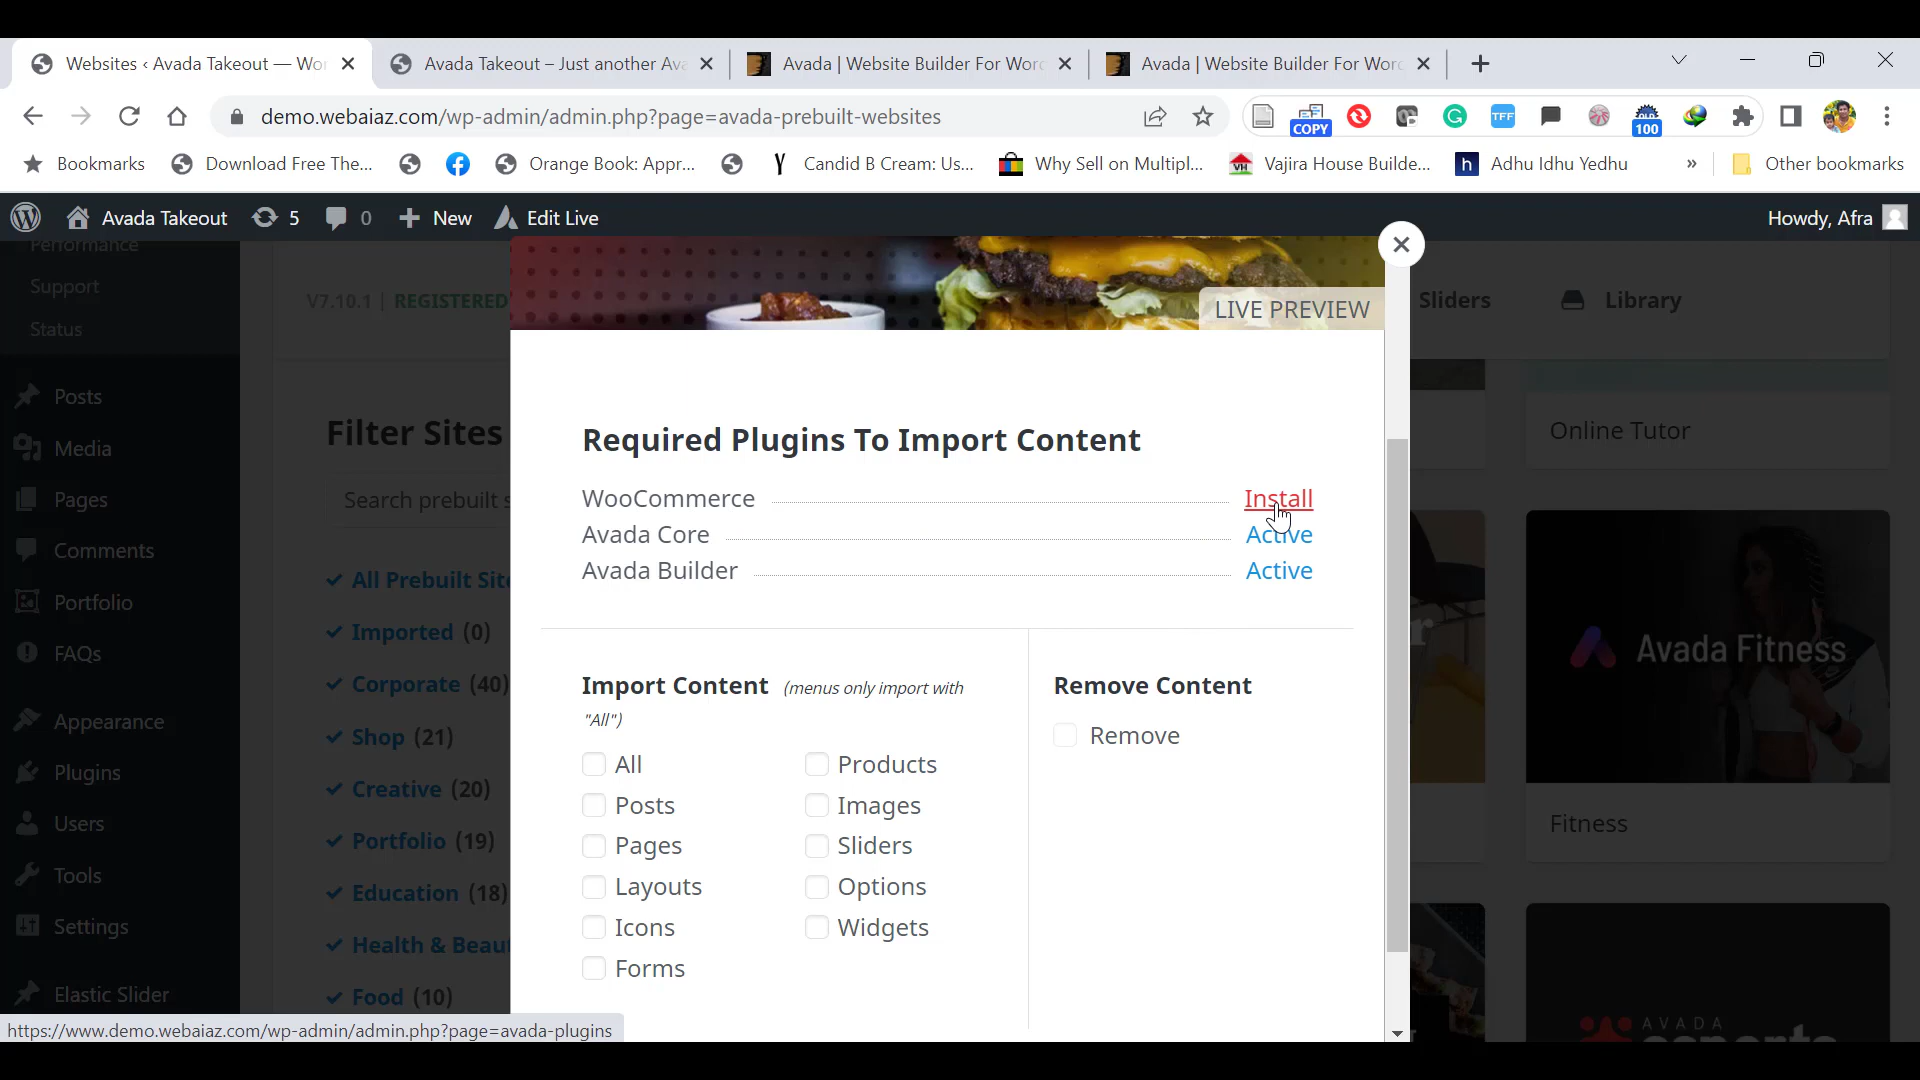 Websites ‹ Avada Takeout — Wor
Avada Takeout – Just another Ava
Avada | Website Builder For Word
Avada | Website Builder For Word
demo.webaiaz.com/wp-admin/admin.php?page=avada-prebuilt-websites
COPY
TFF
100
Bookmarks
Download Free The...
Orange Book: Appr...
Candid B Cream: Us...
Why Sell on Multipl...
Vajira House Builde...
Adhu Idhu Yedhu
»
Other bookmarks
Avada Takeout
5
0
New
Edit Live
Howdy, Afra
Performance
Support
Status
Posts
Media
Pages
Comments
Portfolio
FAQs
Appearance
Plugins
Users
Tools
Settings
Elastic Slider
V7.10.1 | REGISTERED
Sliders
Library
Filter Sites
Search prebuilt s
All Prebuilt Site
Imported (0)
Corporate (40)
Shop (21)
Creative (20)
Portfolio (19)
Education (18)
Health & Beau
Food (10)
LIVE PREVIEW
Required Plugins To Import Content
WooCommerce Install
Avada Core Active
Avada Builder Active
Import Content (menus only import with
"All")
All
Posts
Pages
Layouts
Icons
Forms
Products
Images
Sliders
Options
Widgets
Remove Content
Remove
Online Tutor
Avada Fitness
Fitness
AVADA
esports
https://www.demo.webaiaz.com/wp-admin/admin.php?page=avada-plugins